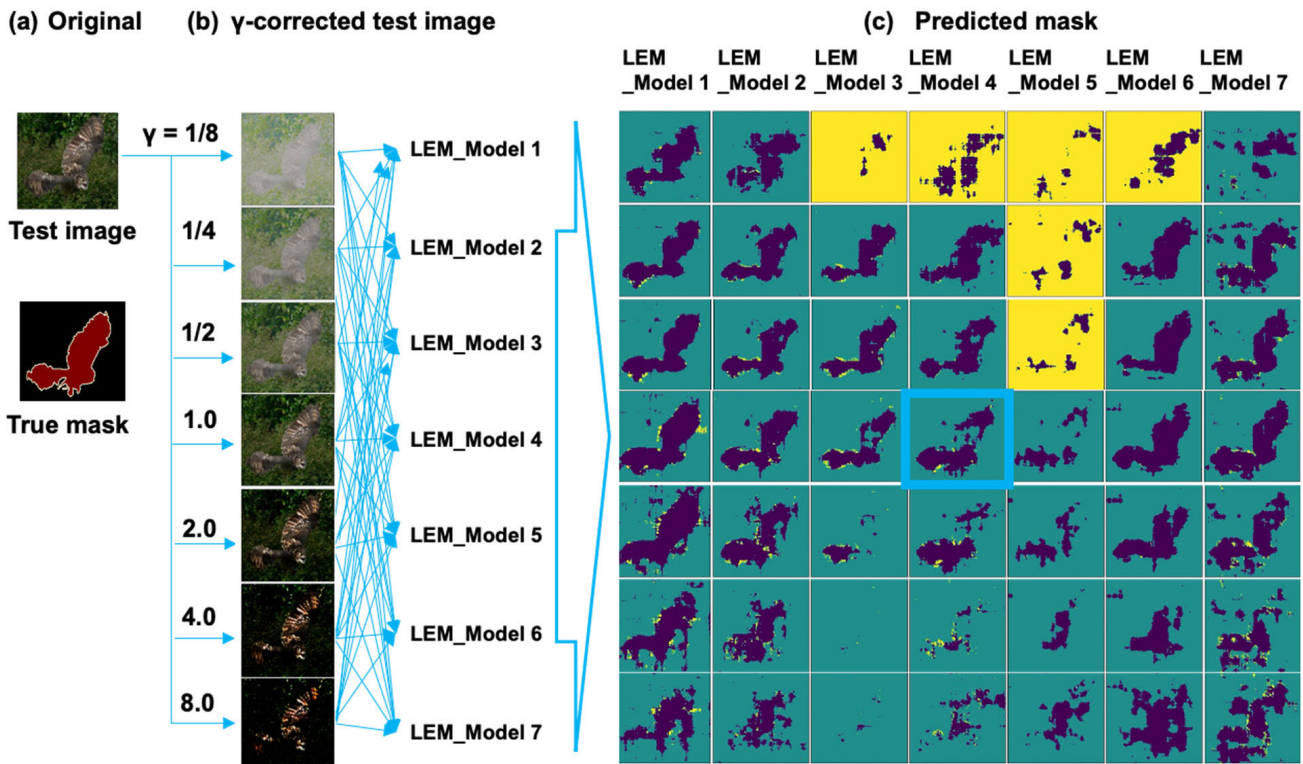 (a) Original
(b) γ-corrected test image
(c) Predicted mask
LEM _Model 1
LEM _Model 2
LEM _Model 3
LEM _Model 4
LEM _Model 5
LEM _Model 6
LEM _Model 7
Test image
True mask
γ = 1/8
1/4
1/2
1.0
2.0
4.0
8.0
LEM_Model 1
LEM_Model 2
LEM_Model 3
LEM_Model 4
LEM_Model 5
LEM_Model 6
LEM_Model 7